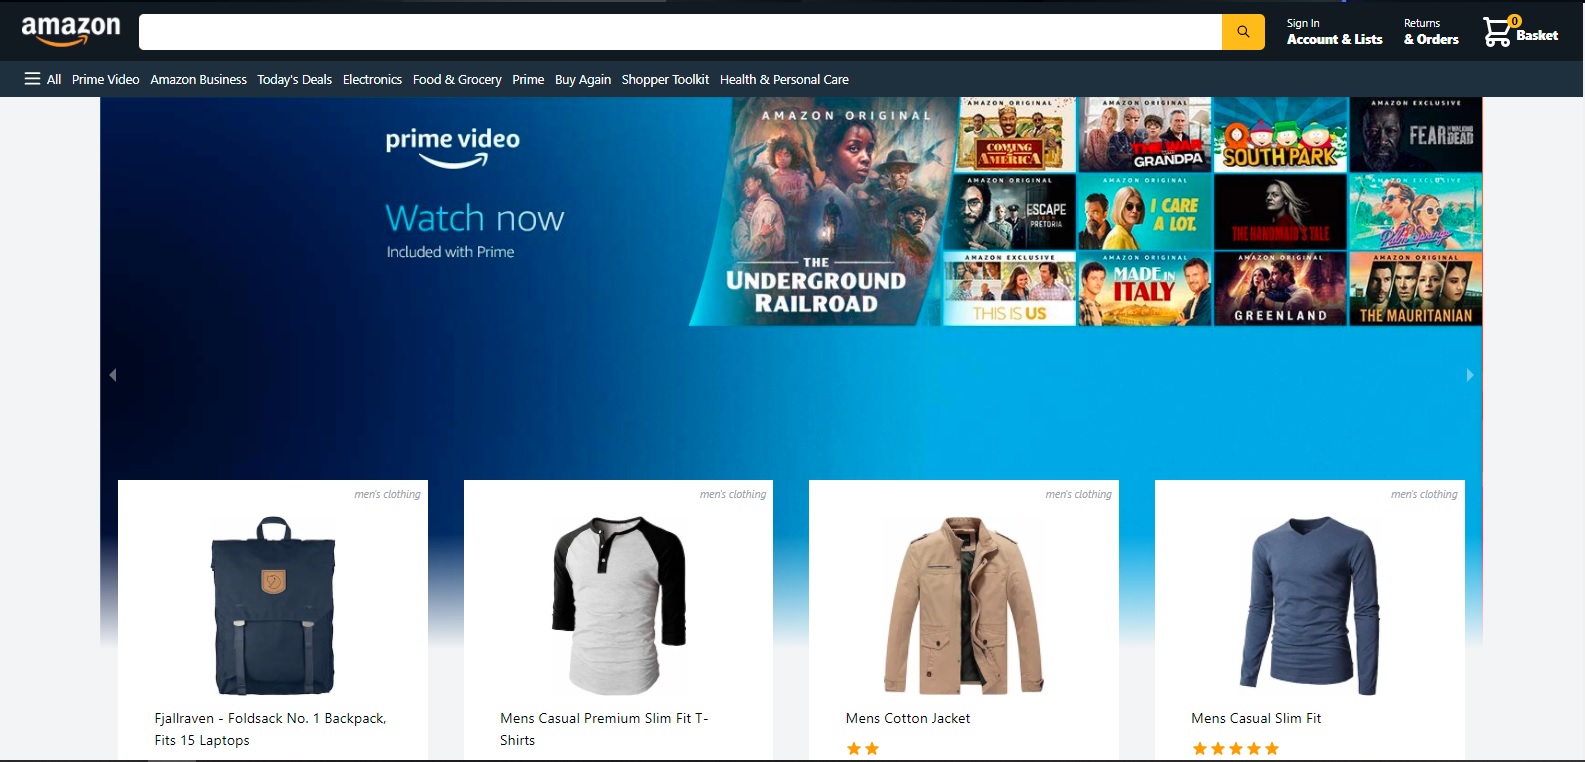 amazon
Sign In
Account & Lists
Returns
& Orders
0
Basket
All Prime Video Amazon Business Today's Deals Electronics Food & Grocery Prime Buy Again Shopper Toolkit Health & Personal Care
prime video
Watch now
Included with Prime
AMAZON ORIGINAL
THE
UNDERGROUND
RAILROAD
AMAZON ORIGINAL
COMING
AMERICA
AMAZON ORIGINAL
THE WAR
GRANDPA
SOUTH PARK
AMAZON EXCLUSIVE
FEAR THE WALKING DEAD
AMAZON ORIGINAL
ESCAPE
FROM
PRETORIA
AMAZON ORIGINAL
I CARE
A LOT.
THE HANDMAID'S TALE
AMAZON EXCLUSIVE
Palm Springs
AMAZON EXCLUSIVE
THIS IS US
AMAZON ORIGINAL
MADE IN
ITALY
AMAZON ORIGINAL
GREENLAND
AMAZON ORIGINAL
THE MAURITANIAN
men's clothing
Fjallraven - Foldsack No. 1 Backpack,
Fits 15 Laptops
men's clothing
Mens Casual Premium Slim Fit T-
Shirts
men's clothing
Mens Cotton Jacket
men's clothing
Mens Casual Slim Fit